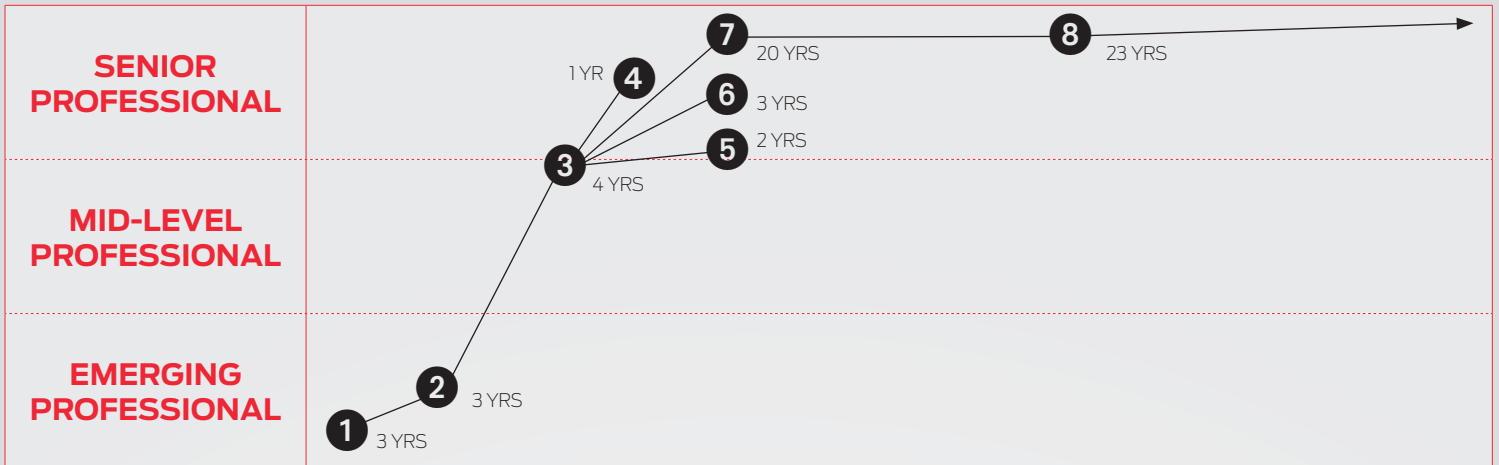 SENIOR
PROFESSIONAL
7
20 YRS
8
23 YRS
1 YR
4
6
3 YRS
5
2 YRS
3
4 YRS
MID-LEVEL
PROFESSIONAL
EMERGING
PROFESSIONAL
2
3 YRS
1
3 YRS